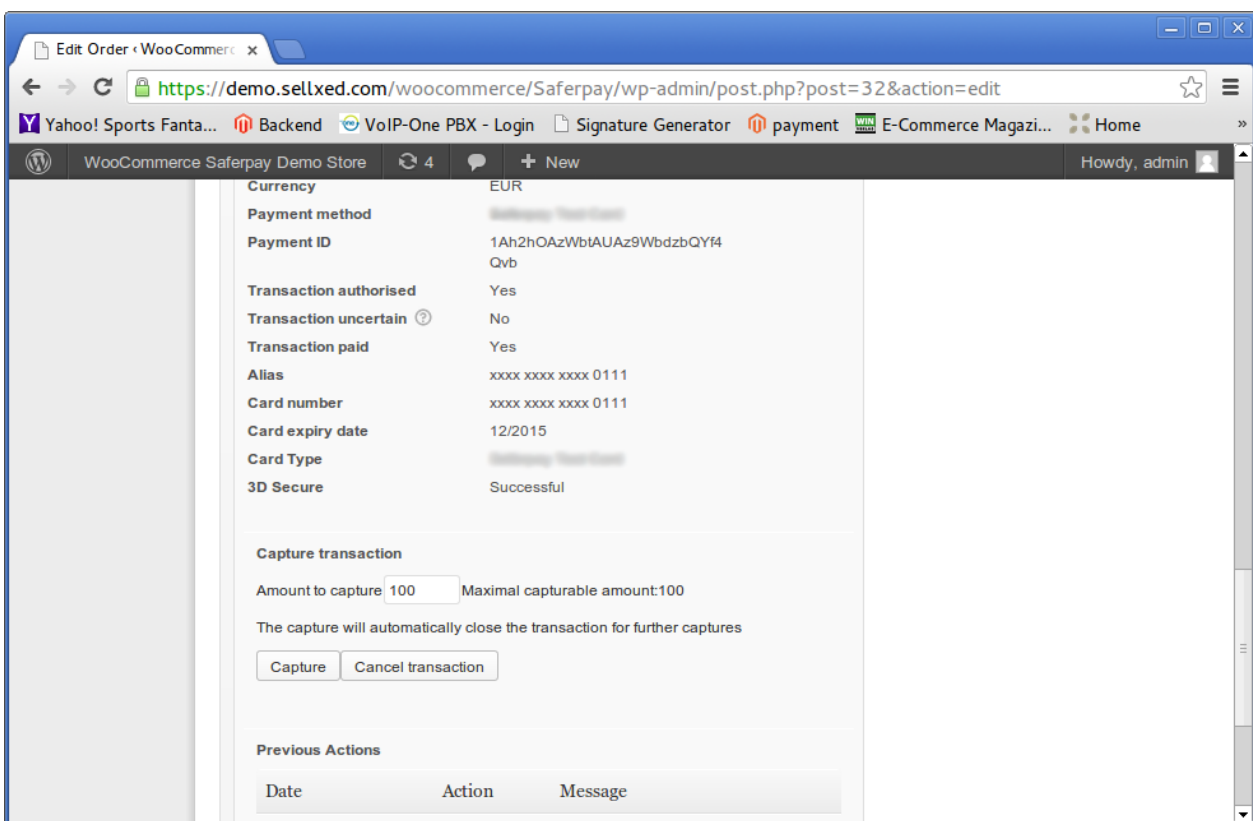 Edit Order ‹ WooCommerc
https://demo.sellxed.com/woocommerce/Saferpay/wp-admin/post.php?post=32&action=edit
Yahoo! Sports Fanta... Backend VoIP-One PBX - Login Signature Generator payment E-Commerce Magazi... Home »
WooCommerce Saferpay Demo Store 4 + New Howdy, admin
Currency EUR
Payment method
Payment ID 1Ah2hOAzWbtAUAz9WbdzbQYf4
Qvb
Transaction authorised Yes
Transaction uncertain ? No
Transaction paid Yes
Alias xxxx xxxx xxxx 0111
Card number xxxx xxxx xxxx 0111
Card expiry date 12/2015
Card Type
3D Secure Successful
Capture transaction
Amount to capture 100 Maximal capturable amount:100
The capture will automatically close the transaction for further captures
Capture Cancel transaction
Previous Actions
Date Action Message